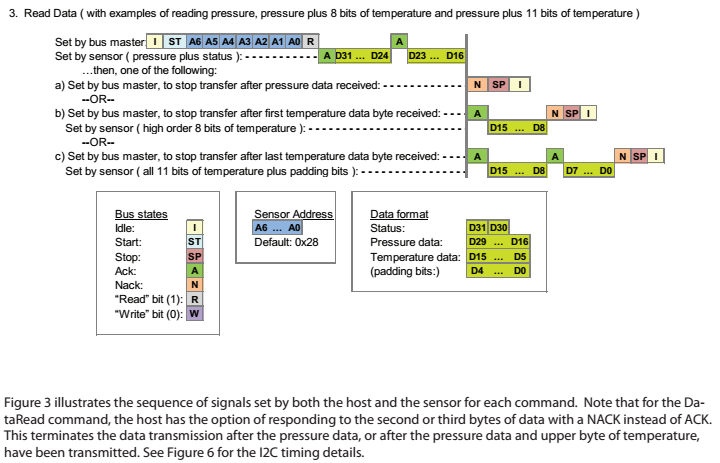 3. Read Data ( with examples of reading pressure, pressure plus 8 bits of temperature and pressure plus 11 bits of temperature )
Set by bus master: I ST A6 A5 A4 A3 A2 A1 A0 R A
Set by sensor ( pressure plus status ): - - - - - - - - - - - A D31 ... D24 D23 ... D16
...then, one of the following:
a) Set by bus master, to stop transfer after pressure data received: - - - - - - - - - - - - N SP I
--OR--
b) Set by bus master, to stop transfer after first temperature data byte received: - - - - A N SP I
Set by sensor ( high order 8 bits of temperature ): - - - - - - - - - - - - - - - - - - - - - - - D15 ... D8
--OR--
c) Set by bus master, to stop transfer after last temperature data byte received: - - - - A A N SP I
Set by sensor ( all 11 bits of temperature plus padding bits ): - - - - - - - - - - - - - - - D15 ... D8 D7 ... D0
Bus states
Idle: I
Start: ST
Stop: SP
Ack: A
Nack: N
"Read" bit (1): R
"Write" bit (0): W
Sensor Address
A6 ... A0
Default: 0x28
Data format
Status: D31 D30
Pressure data: D29 ... D16
Temperature data: D15 ... D5
(padding bits:) D4 ... D0
Figure 3 illustrates the sequence of signals set by both the host and the sensor for each command. Note that for the Da-
taRead command, the host has the option of responding to the second or third bytes of data with a NACK instead of ACK.
This terminates the data transmission after the pressure data, or after the pressure data and upper byte of temperature,
have been transmitted. See Figure 6 for the I2C timing details.